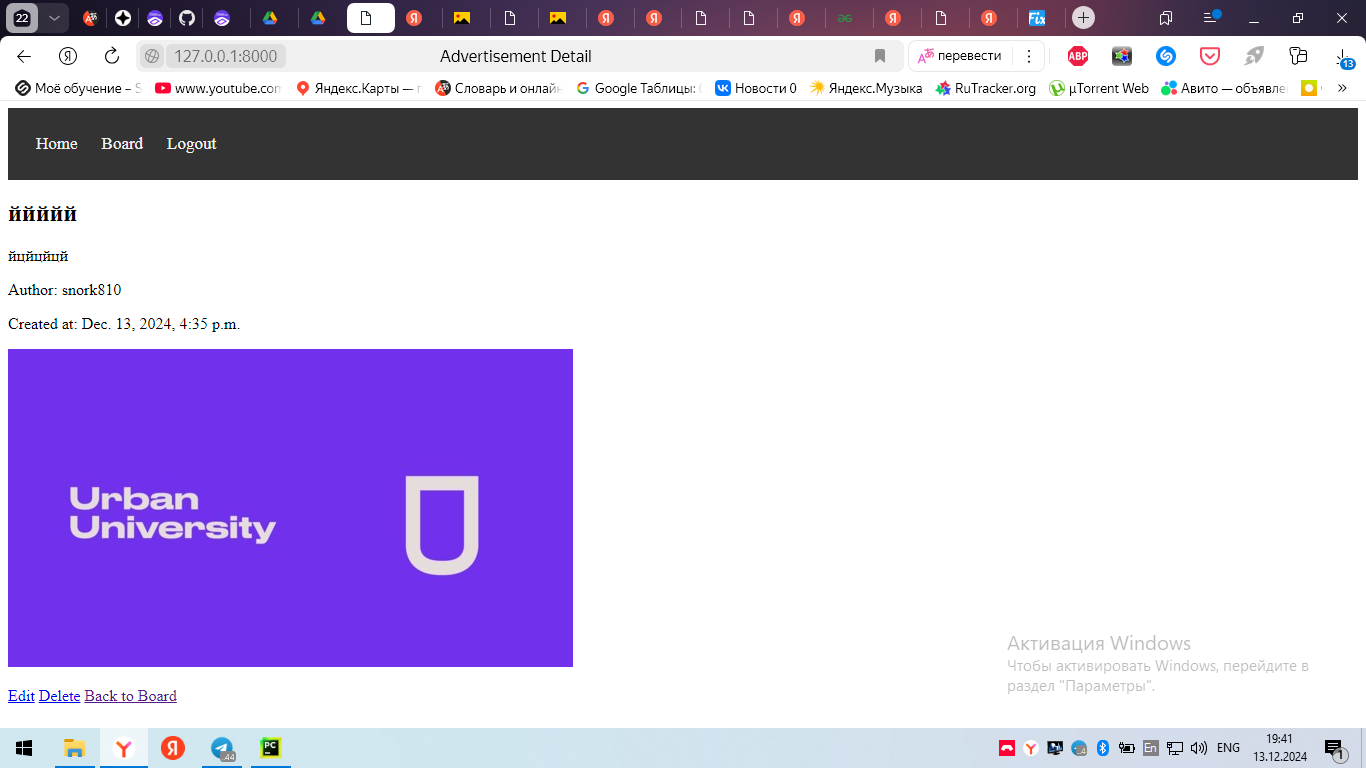 22
127.0.0.1:8000
Advertisement Detail
перевести
ABP
13
Моё обучение –
www.youtube.com
Яндекс.Карты —
Словарь и онлайн
Google Таблицы:
Новости 0
Яндекс.Музыка
RuTracker.org
µTorrent Web
Авито — объявле
Home Board Logout
ййййй
йцйцйцй
Author: snork810
Created at: Dec. 13, 2024, 4:35 p.m.
Urban
University
U
Edit Delete Back to Board
Активация Windows
Чтобы активировать Windows, перейдите в
раздел "Параметры".
44
PC
En
ENG
19:41
13.12.2024
1